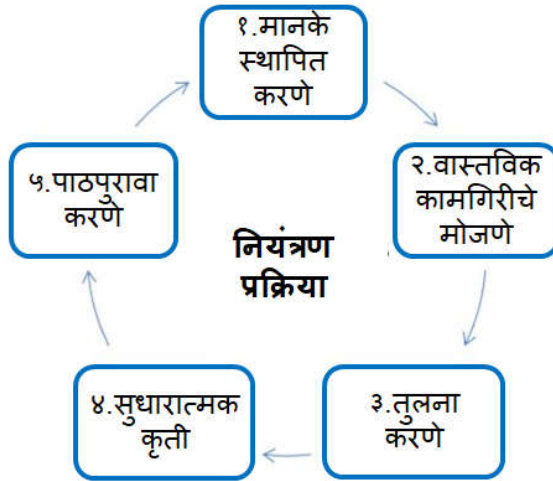 १.मानके
स्थापित
करणे
२.वास्तविक
कामगिरीचे
मोजणे
३.तुलना
करणे
४.सुधारात्मक
कृती
५.पाठपुरावा
करणे
नियंत्रण
प्रक्रिया